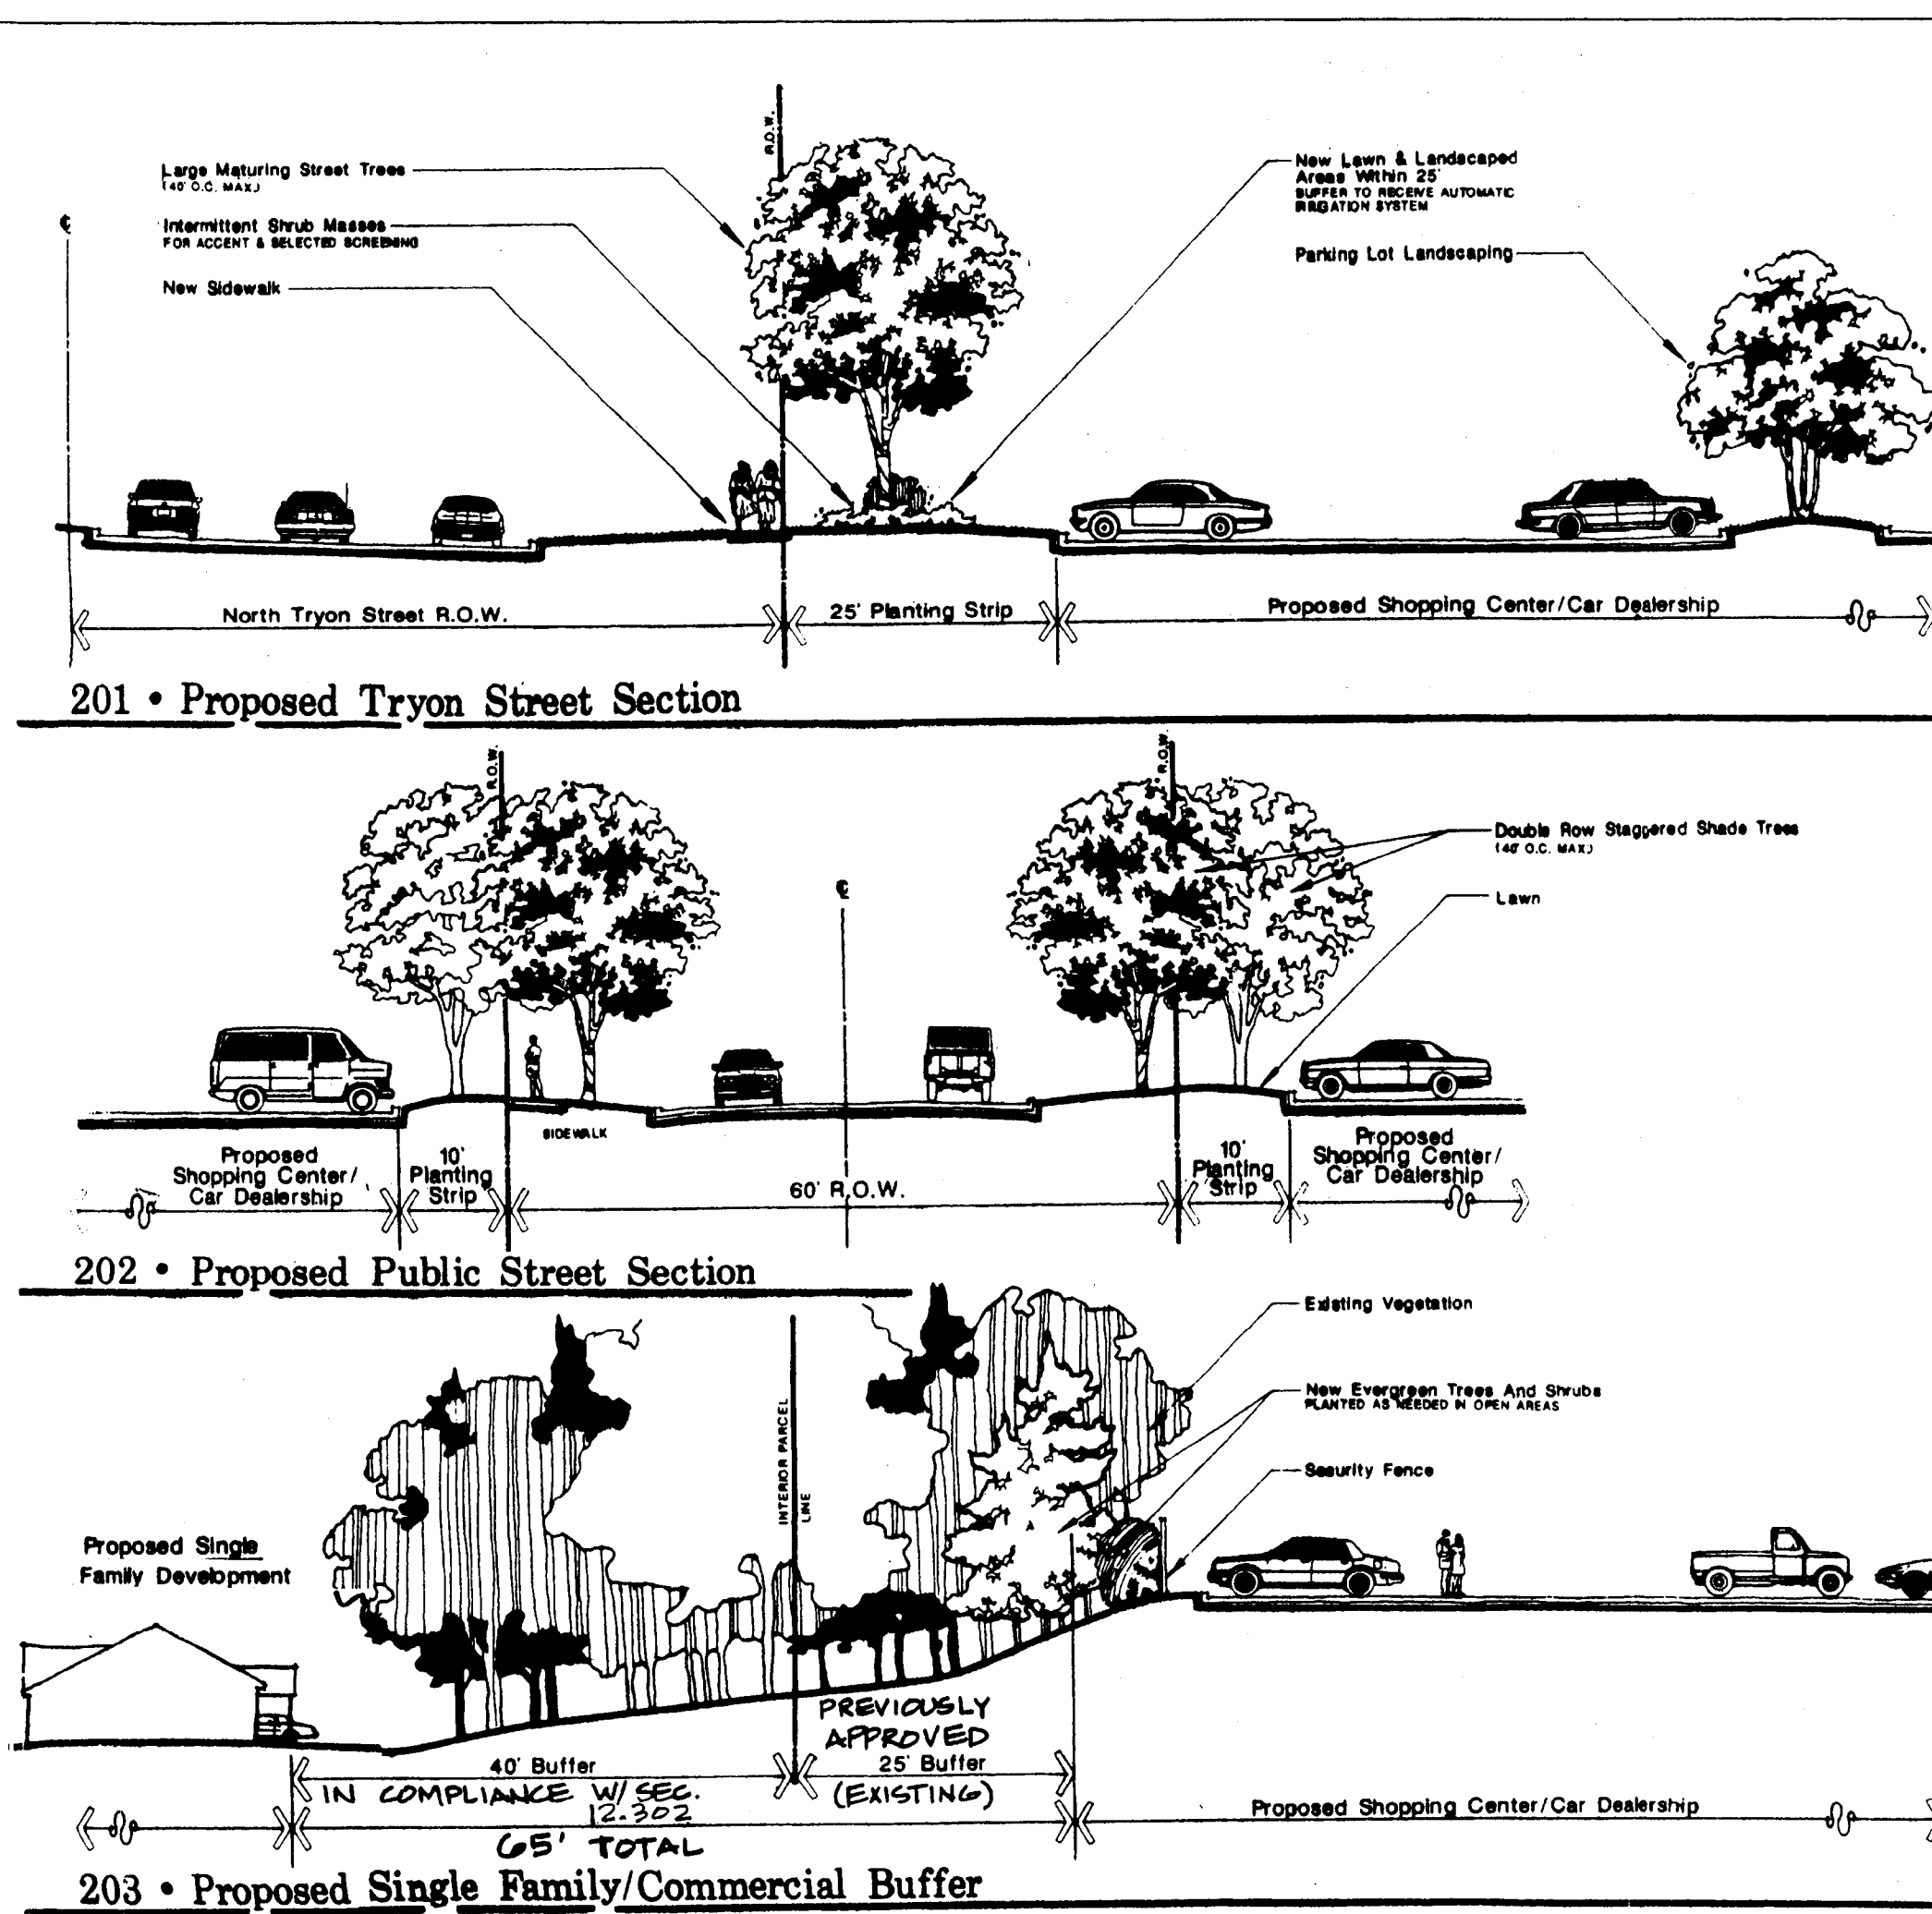 R.O.W.
Large Maturing Street Trees
(40' O.C. MAX.)
Intermittent Shrub Masses
FOR ACCENT & SELECTED SCREENING
New Sidewalk
New Lawn & Landscaped
Areas Within 25'
BUFFER TO RECEIVE AUTOMATIC
IRRIGATION SYSTEM
Parking Lot Landscaping
℄
North Tryon Street R.O.W.
25' Planting Strip
Proposed Shopping Center/Car Dealership
201 • Proposed Tryon Street Section
R.O.W.
R.O.W.
Double Row Staggered Shade Trees
(40' O.C. MAX.)
Lawn
℄
SIDEWALK
Proposed
Shopping Center/
Car Dealership
10'
Planting
Strip
60' R.O.W.
10'
Planting
Strip
Proposed
Shopping Center/
Car Dealership
202 • Proposed Public Street Section
Existing Vegetation
New Evergreen Trees And Shrubs
PLANTED AS NEEDED IN OPEN AREAS
Security Fence
INTERIOR PARCEL
LINE
Proposed Single
Family Development
PREVIOUSLY
APPROVED
40' Buffer
25' Buffer
IN COMPLIANCE W/ SEC.
12.302
(EXISTING)
65' TOTAL
Proposed Shopping Center/Car Dealership
203 • Proposed Single Family/Commercial Buffer